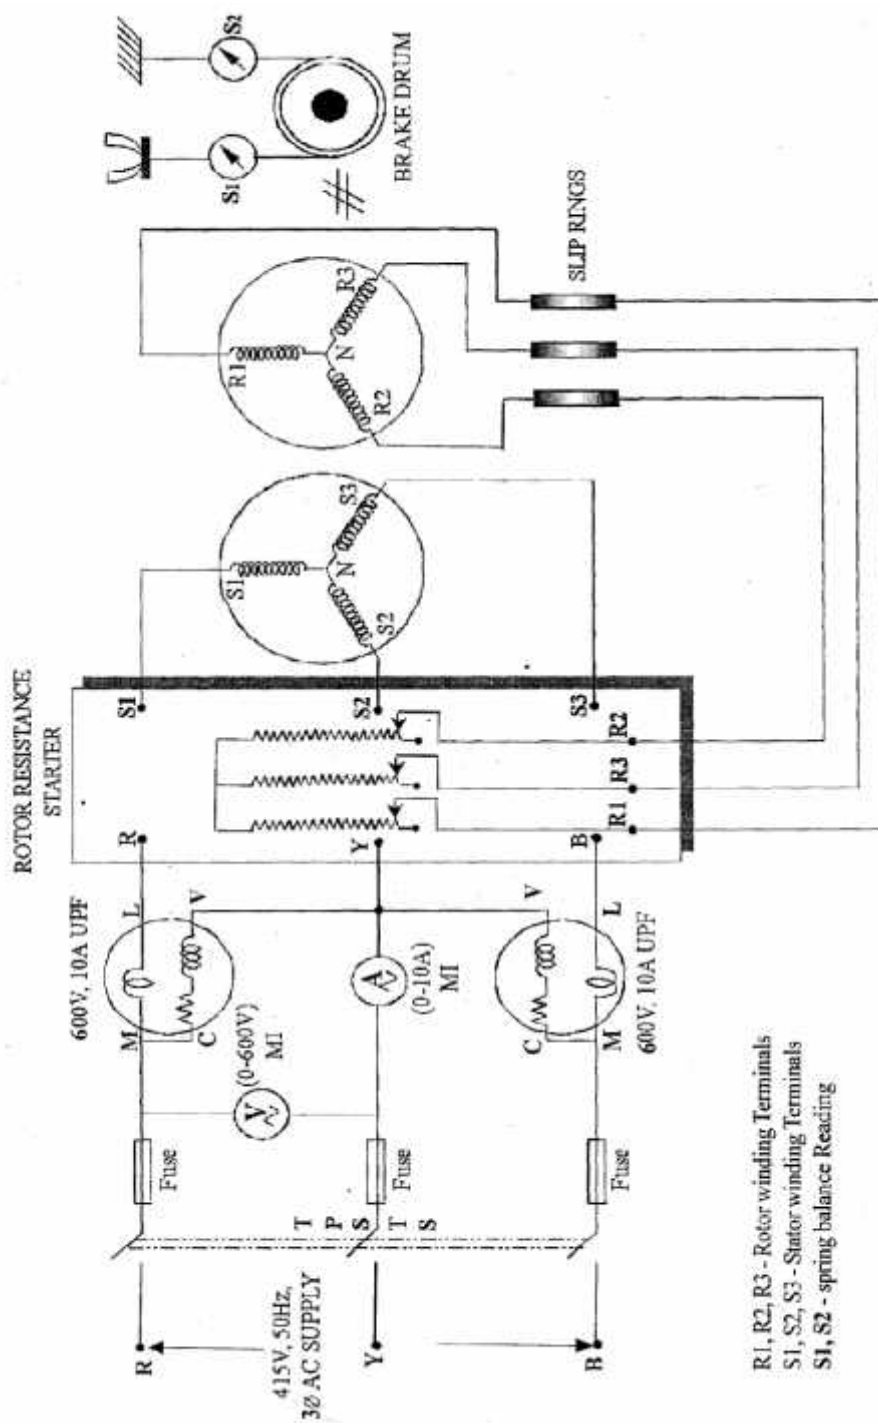 ROTOR RESISTANCE
STARTER
600V, 10A UPF
M
L
C
V
R
S1
(0-600V)
MI
V
Fuse
R
415V, 50Hz,
3Ø AC SUPPLY
T
P
S
T
S
Y
Fuse
A
(0-10A)
MI
Y
S2
B
Fuse
C
V
M
L
600V, 10A UPF
B
S3
R1
R3
R2
S1
N
S2
S3
R1
N
R2
R3
SLIP RINGS
S1
S2
BRAKE DRUM
R1, R2, R3 - Rotor winding Terminals
S1, S2, S3 - Stator winding Terminals
S1, S2 - spring balance Reading